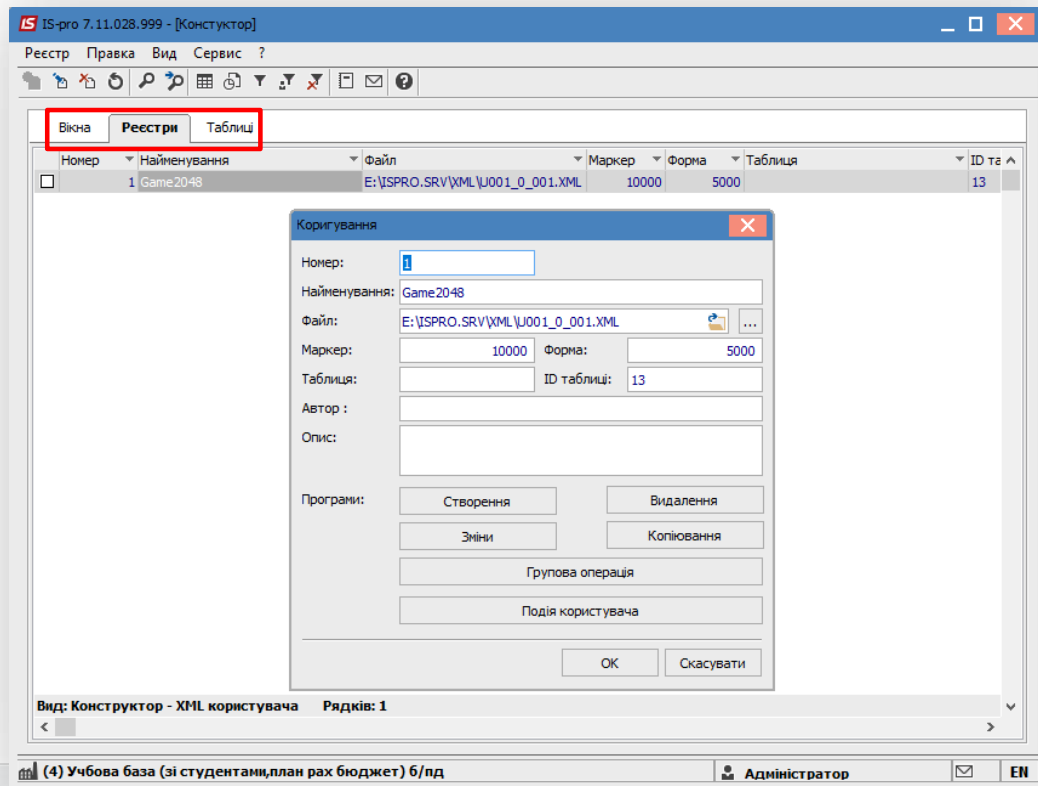 IS-pro 7.11.028.999 - [Констуктор]
Реєстр Правка Вид Сервис ?
Вікна Реєстри Таблиці
Номер Найменування Файл Маркер Форма Таблиця ID та
1 Game2048 E:\ISPRO.SRV\XML\U001_0_001.XML 10000 5000 13
Коригування
Номер: 1
Найменування: Game2048
Файл: E:\ISPRO.SRV\XML\U001_0_001.XML ...
Маркер: 10000 Форма: 5000
Таблиця: ID таблиці: 13
Автор :
Опис:
Програми: Створення Видалення
Зміни Копіювання
Групова операція
Подія користувача
OK Скасувати
Вид: Конструктор - XML користувача Рядків: 1
(4) Учбова база (зі студентами,план рах бюджет) б/пд Адміністратор EN